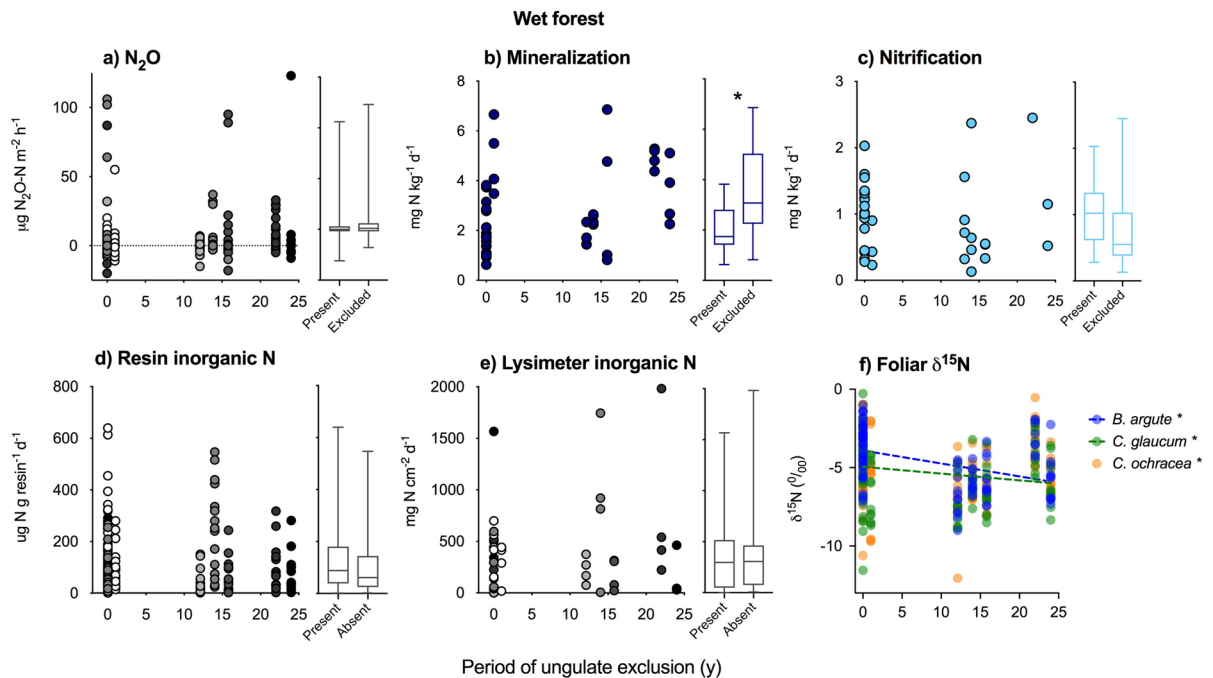 Wet forest
a) N₂O
b) Mineralization
c) Nitrification
µg N₂O-N m⁻² h⁻¹
100
50
0
0 5 10 15 20 25
Present
Excluded
mg N kg⁻¹ d⁻¹
8
6
4
2
0
0 5 10 15 20 25
*
Present
Excluded
mg N kg⁻¹ d⁻¹
3
2
1
0
0 5 10 15 20 25
Present
Excluded
d) Resin inorganic N
e) Lysimeter inorganic N
f) Foliar δ¹⁵N
ug N g resin⁻¹ d⁻¹
800
600
400
200
0
0 5 10 15 20 25
Present
Absent
mg N cm⁻² d⁻¹
2000
1500
1000
500
0
0 5 10 15 20 25
Present
Absent
δ¹⁵N (⁰/₀₀)
0
-5
-10
0 5 10 15 20 25
B. argute *
C. glaucum *
C. ochracea *
Period of ungulate exclusion (y)